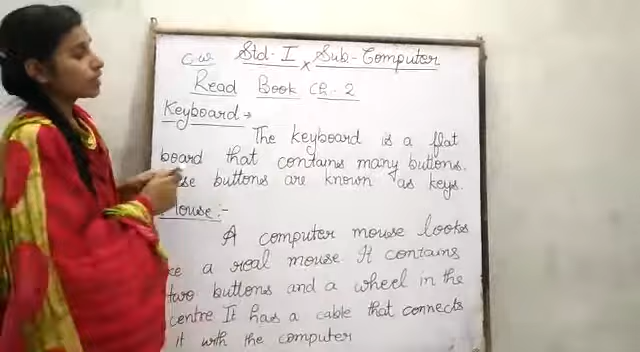 C.W. Std- I Sub- Computer
Read Book Ch- 2
Keyboard →
The keyboard is a flat
board that contains many buttons.
buttons are known as keys.
A computer mouse looks
a real mouse It contains
two buttons and a wheel in the
centre It has a cable that connects
it with the computer